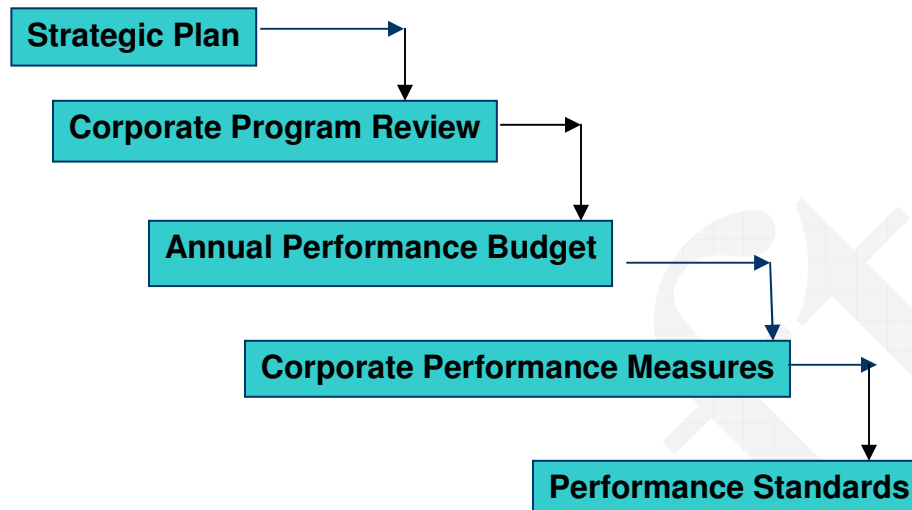 Strategic Plan
Corporate Program Review
Annual Performance Budget
Corporate Performance Measures
Performance Standards